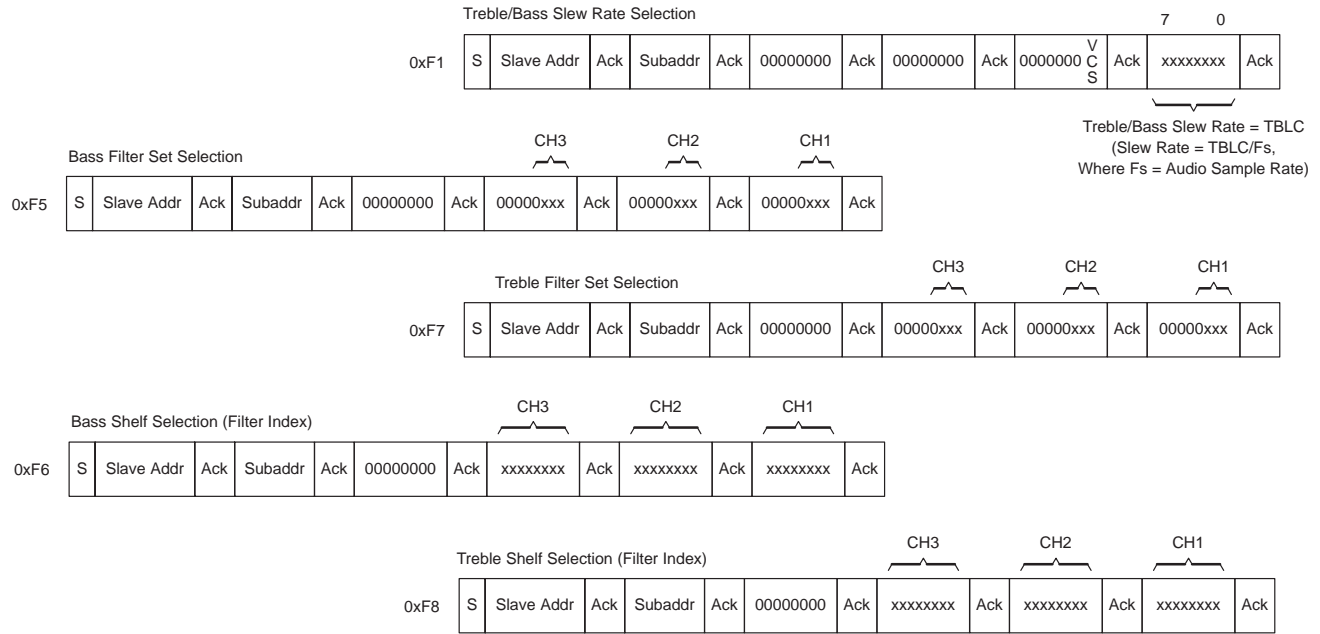 Treble/Bass Slew Rate Selection
7 0
0xF1 S Slave Addr Ack Subaddr Ack 00000000 Ack 00000000 Ack 0000000 VCS Ack xxxxxxxx Ack
Treble/Bass Slew Rate = TBLC
(Slew Rate = TBLC/Fs,
Where Fs = Audio Sample Rate)
Bass Filter Set Selection
CH3 CH2 CH1
0xF5 S Slave Addr Ack Subaddr Ack 00000000 Ack 00000xxx Ack 00000xxx Ack 00000xxx Ack
Treble Filter Set Selection
CH3 CH2 CH1
0xF7 S Slave Addr Ack Subaddr Ack 00000000 Ack 00000xxx Ack 00000xxx Ack 00000xxx Ack
Bass Shelf Selection (Filter Index)
CH3 CH2 CH1
0xF6 S Slave Addr Ack Subaddr Ack 00000000 Ack xxxxxxxx Ack xxxxxxxx Ack xxxxxxxx Ack
Treble Shelf Selection (Filter Index)
CH3 CH2 CH1
0xF8 S Slave Addr Ack Subaddr Ack 00000000 Ack xxxxxxxx Ack xxxxxxxx Ack xxxxxxxx Ack